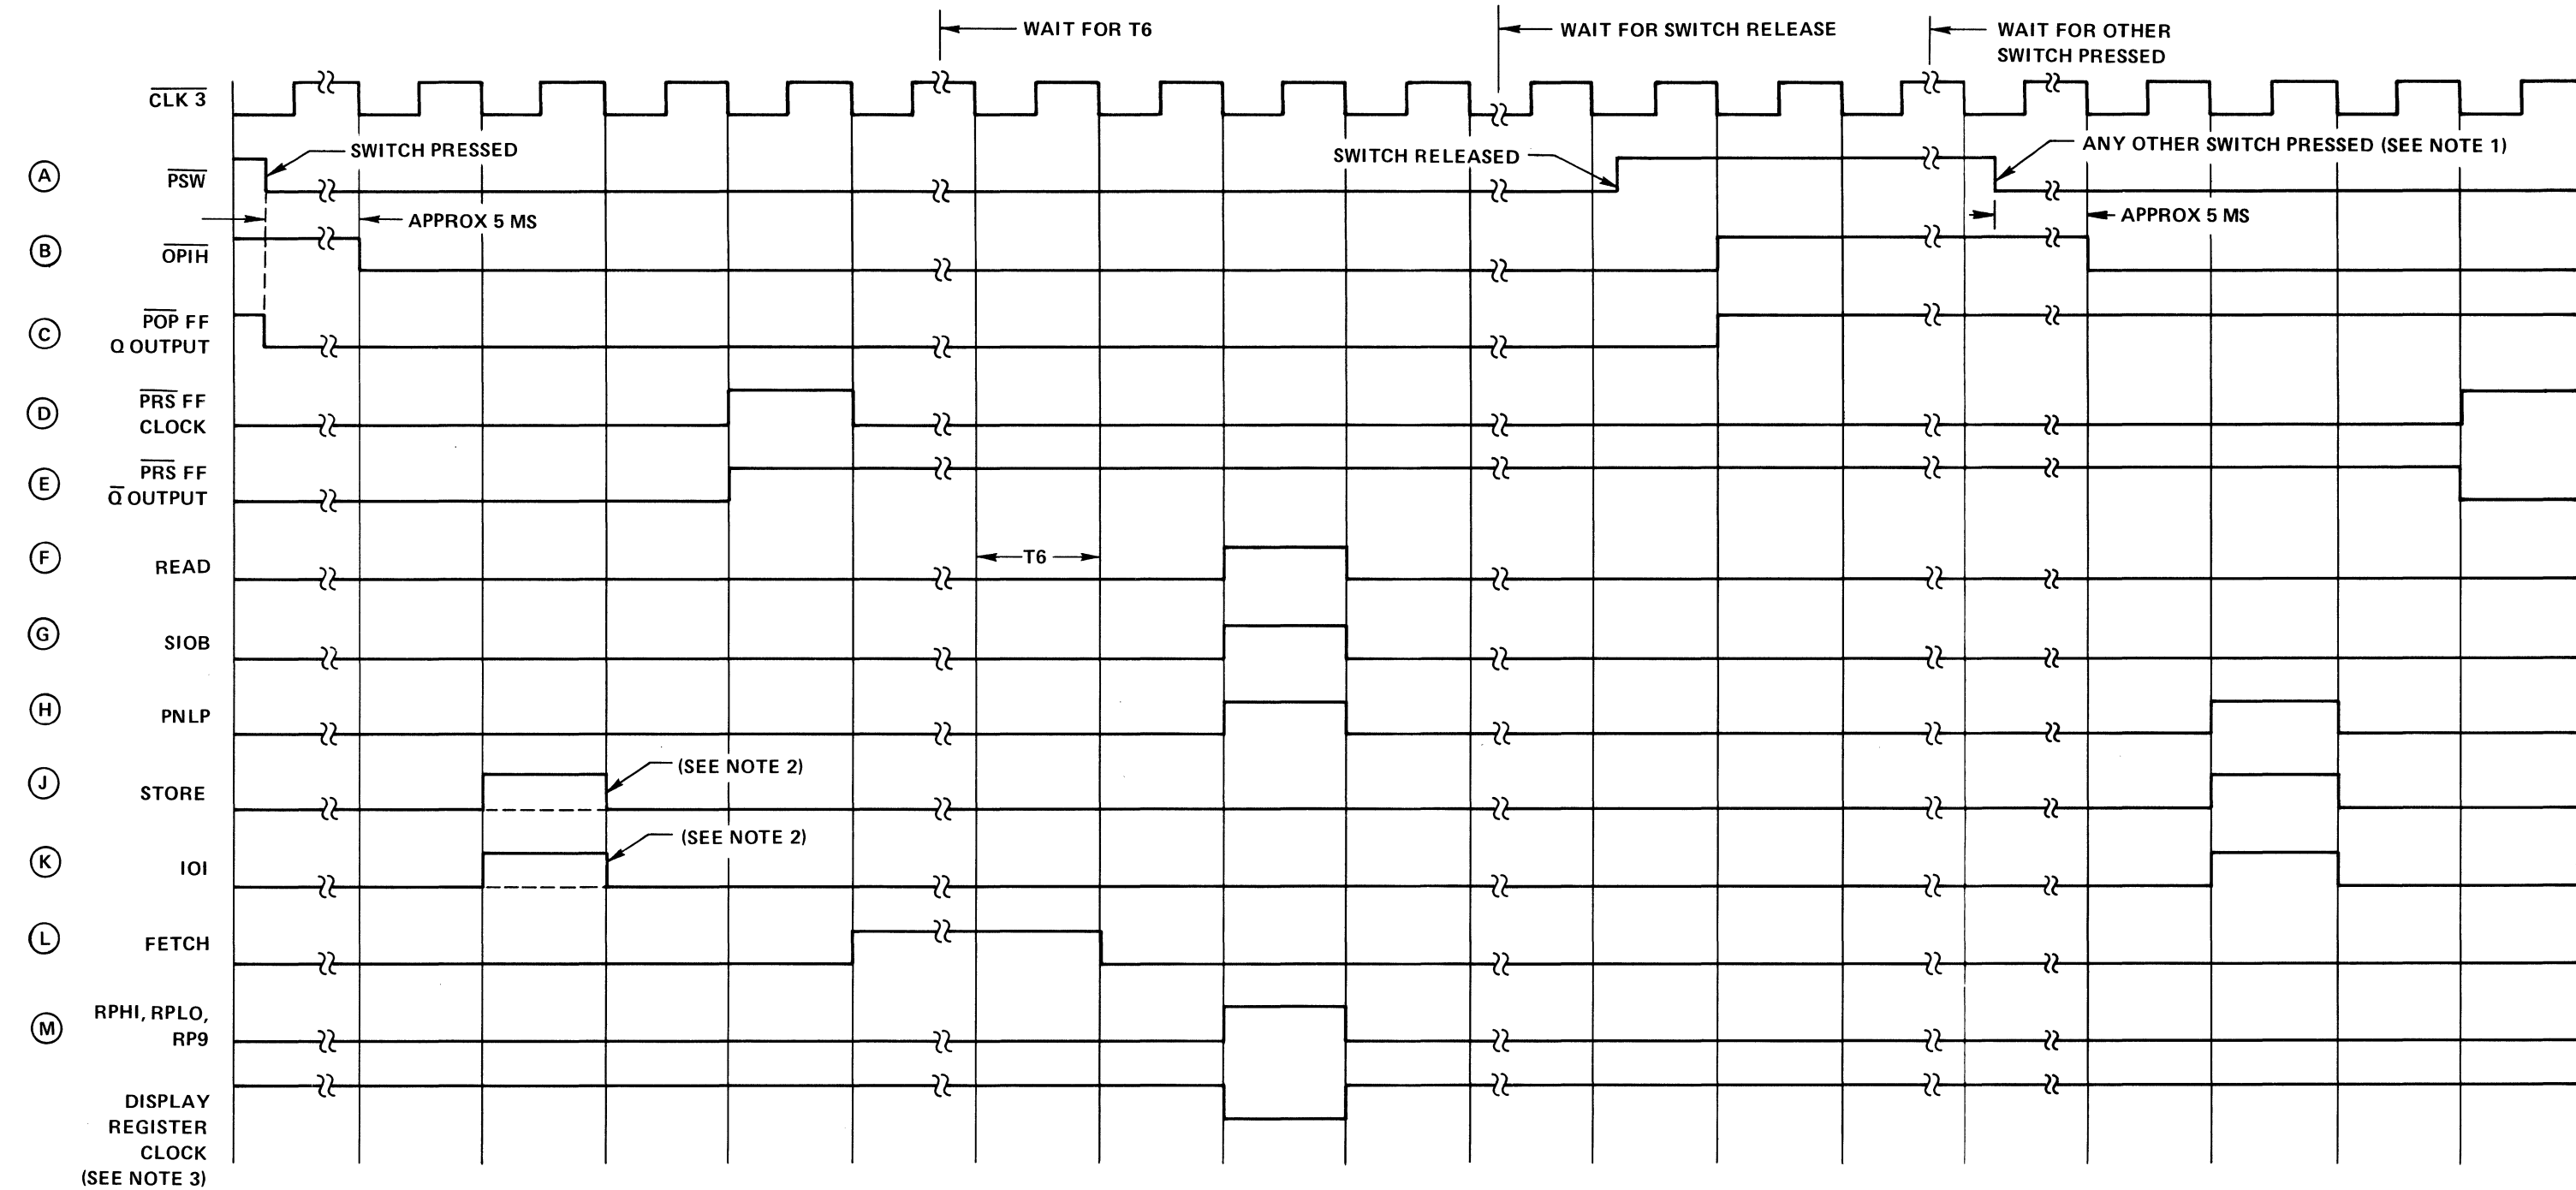 WAIT FOR T6
WAIT FOR SWITCH RELEASE
WAIT FOR OTHER
SWITCH PRESSED
CLK 3
SWITCH PRESSED
SWITCH RELEASED
ANY OTHER SWITCH PRESSED (SEE NOTE 1)
A
PSW
APPROX 5 MS
APPROX 5 MS
B
OPIH
C
POP FF
Q OUTPUT
D
PRS FF
CLOCK
E
PRS FF
Q OUTPUT
F
READ
T6
G
SIOB
H
PNLP
J
STORE
(SEE NOTE 2)
K
IOI
(SEE NOTE 2)
L
FETCH
M
RPHI, RPLO,
RP9
DISPLAY
REGISTER
CLOCK
(SEE NOTE 3)